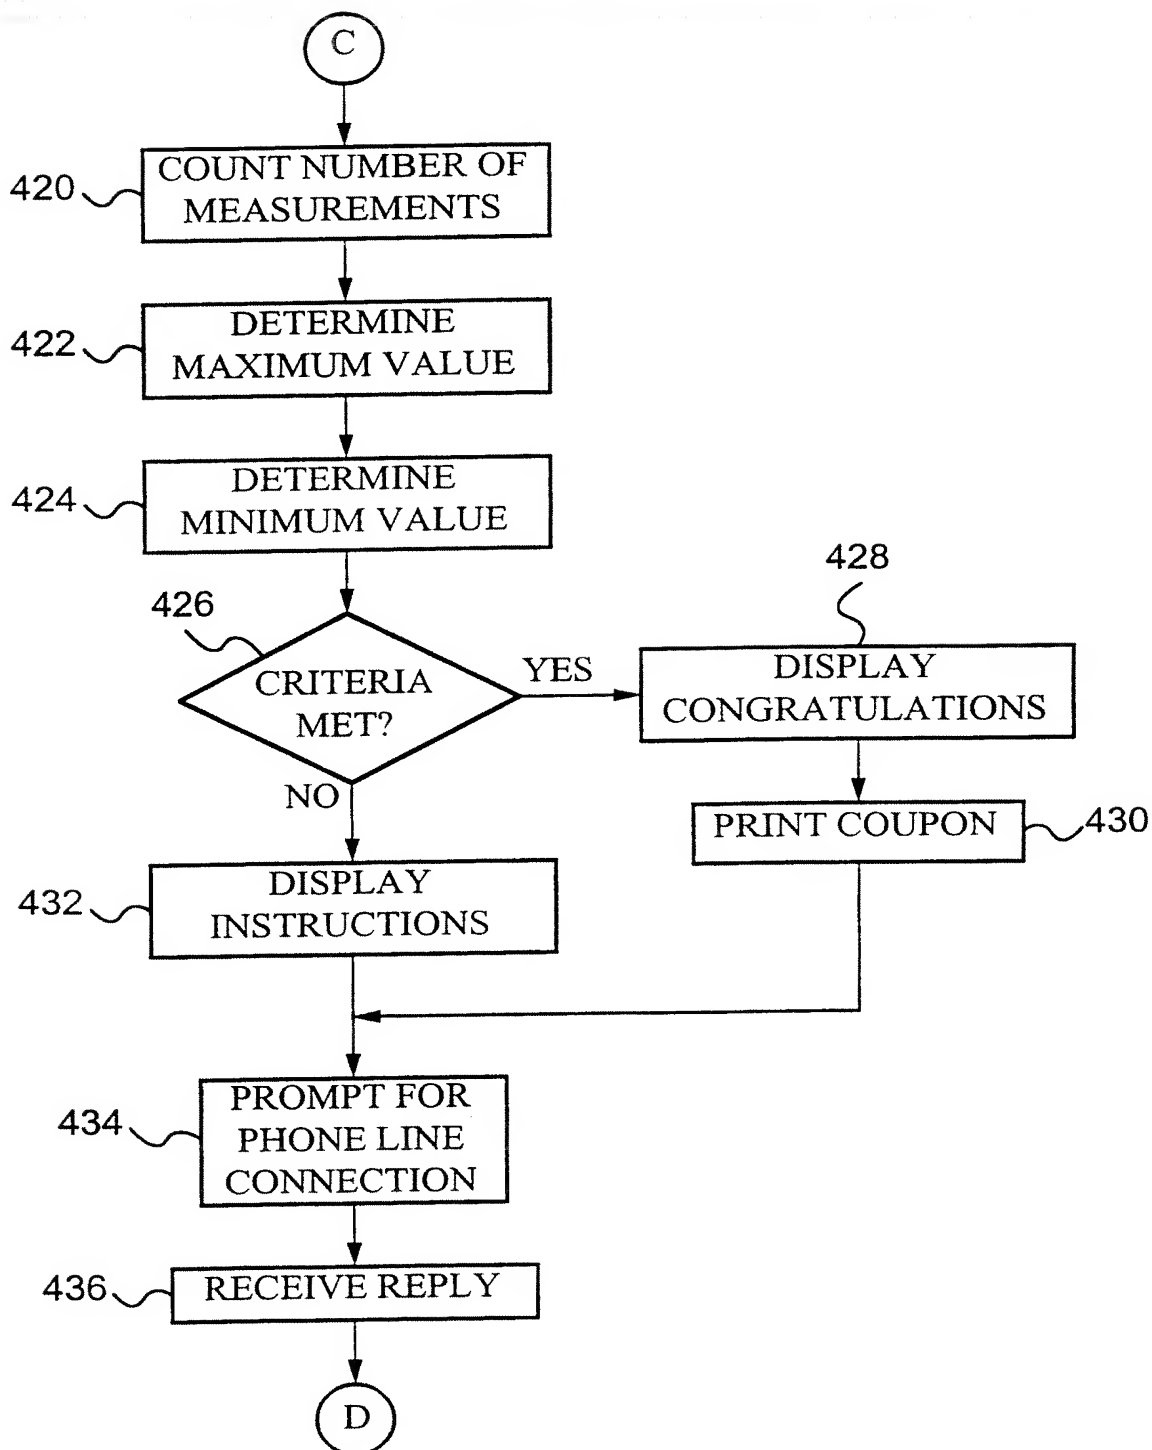 C
420
COUNT NUMBER OF
MEASUREMENTS
422
DETERMINE
MAXIMUM VALUE
424
DETERMINE
MINIMUM VALUE
426
CRITERIA
MET?
YES
NO
428
DISPLAY
CONGRATULATIONS
PRINT COUPON
430
432
DISPLAY
INSTRUCTIONS
434
PROMPT FOR
PHONE LINE
CONNECTION
436
RECEIVE REPLY
D